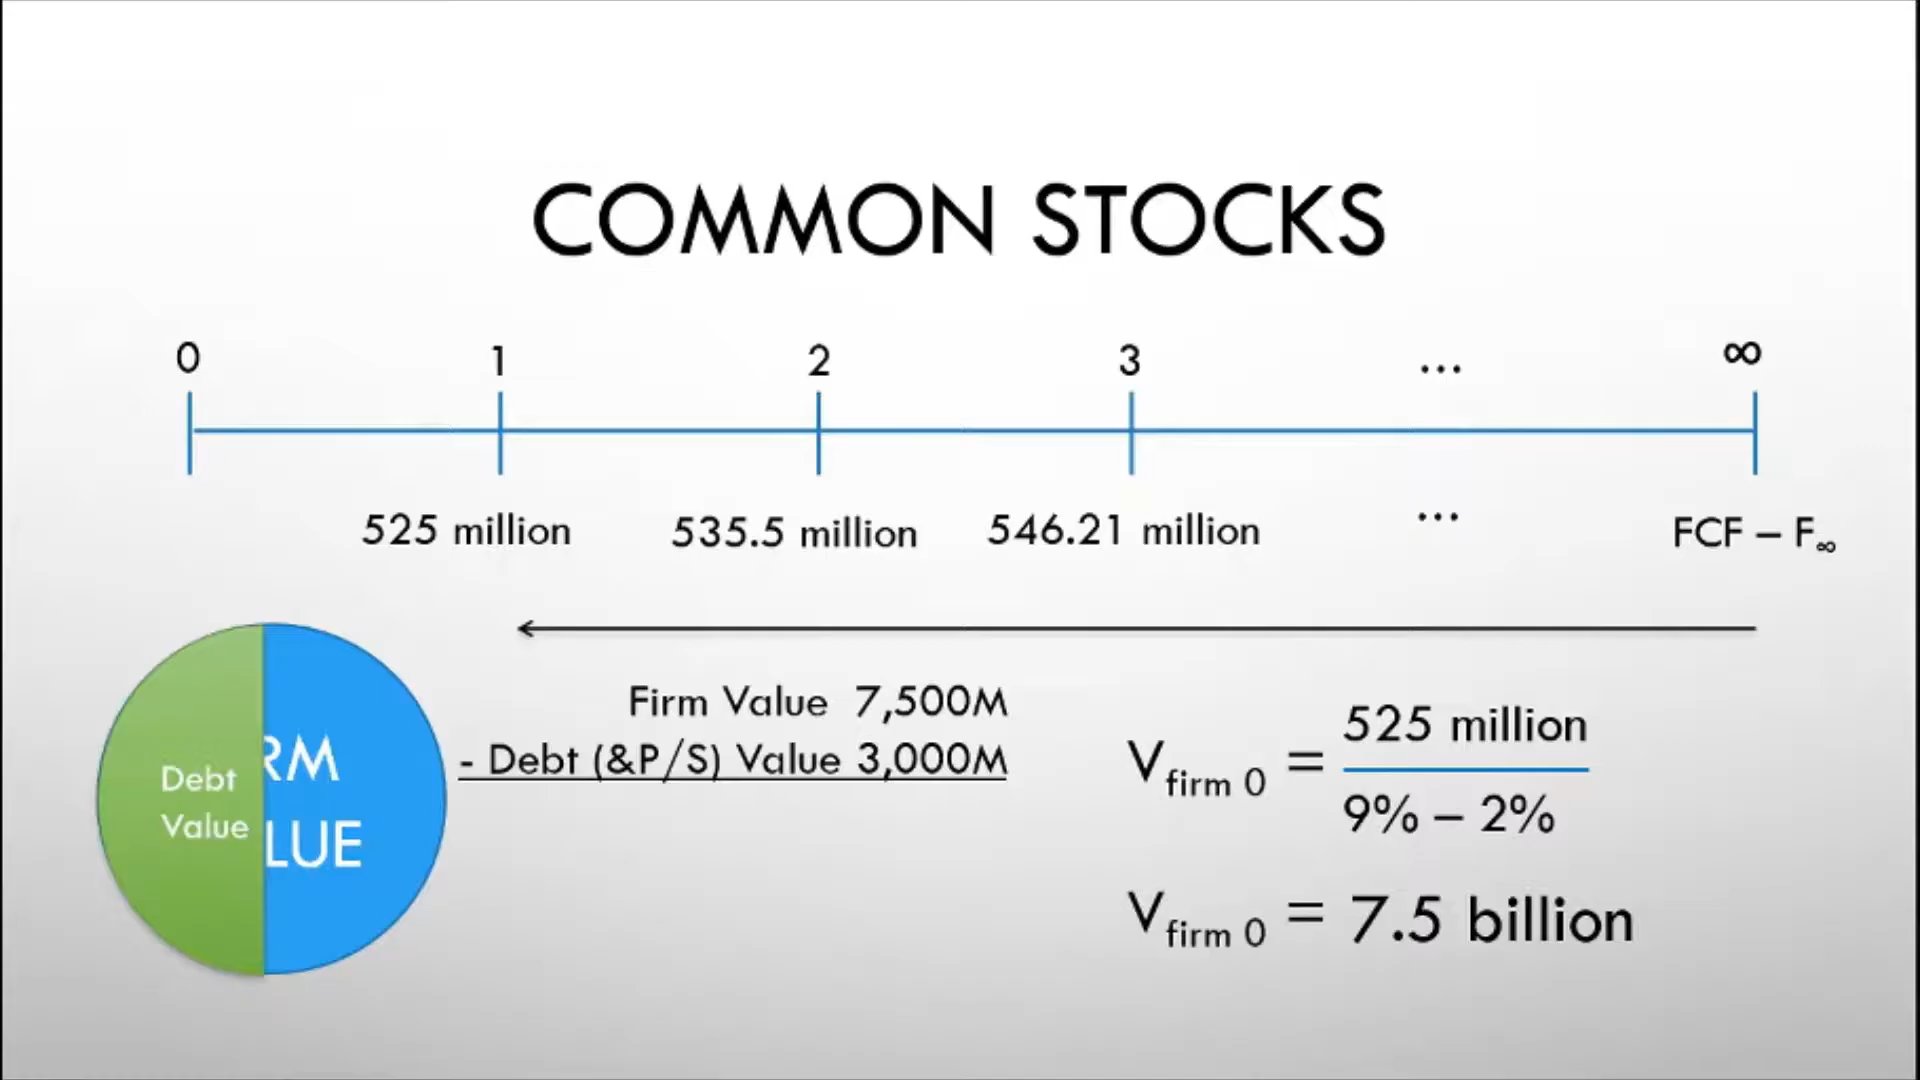 COMMON STOCKS
0 1 2 3 ... ∞
525 million 535.5 million 546.21 million ... FCF – F∞
Firm Value 7,500M
- Debt (&P/S) Value 3,000M
Debt
Value
RM
LUE
Vfirm 0 = 525 million
9% – 2%
Vfirm 0 = 7.5 billion